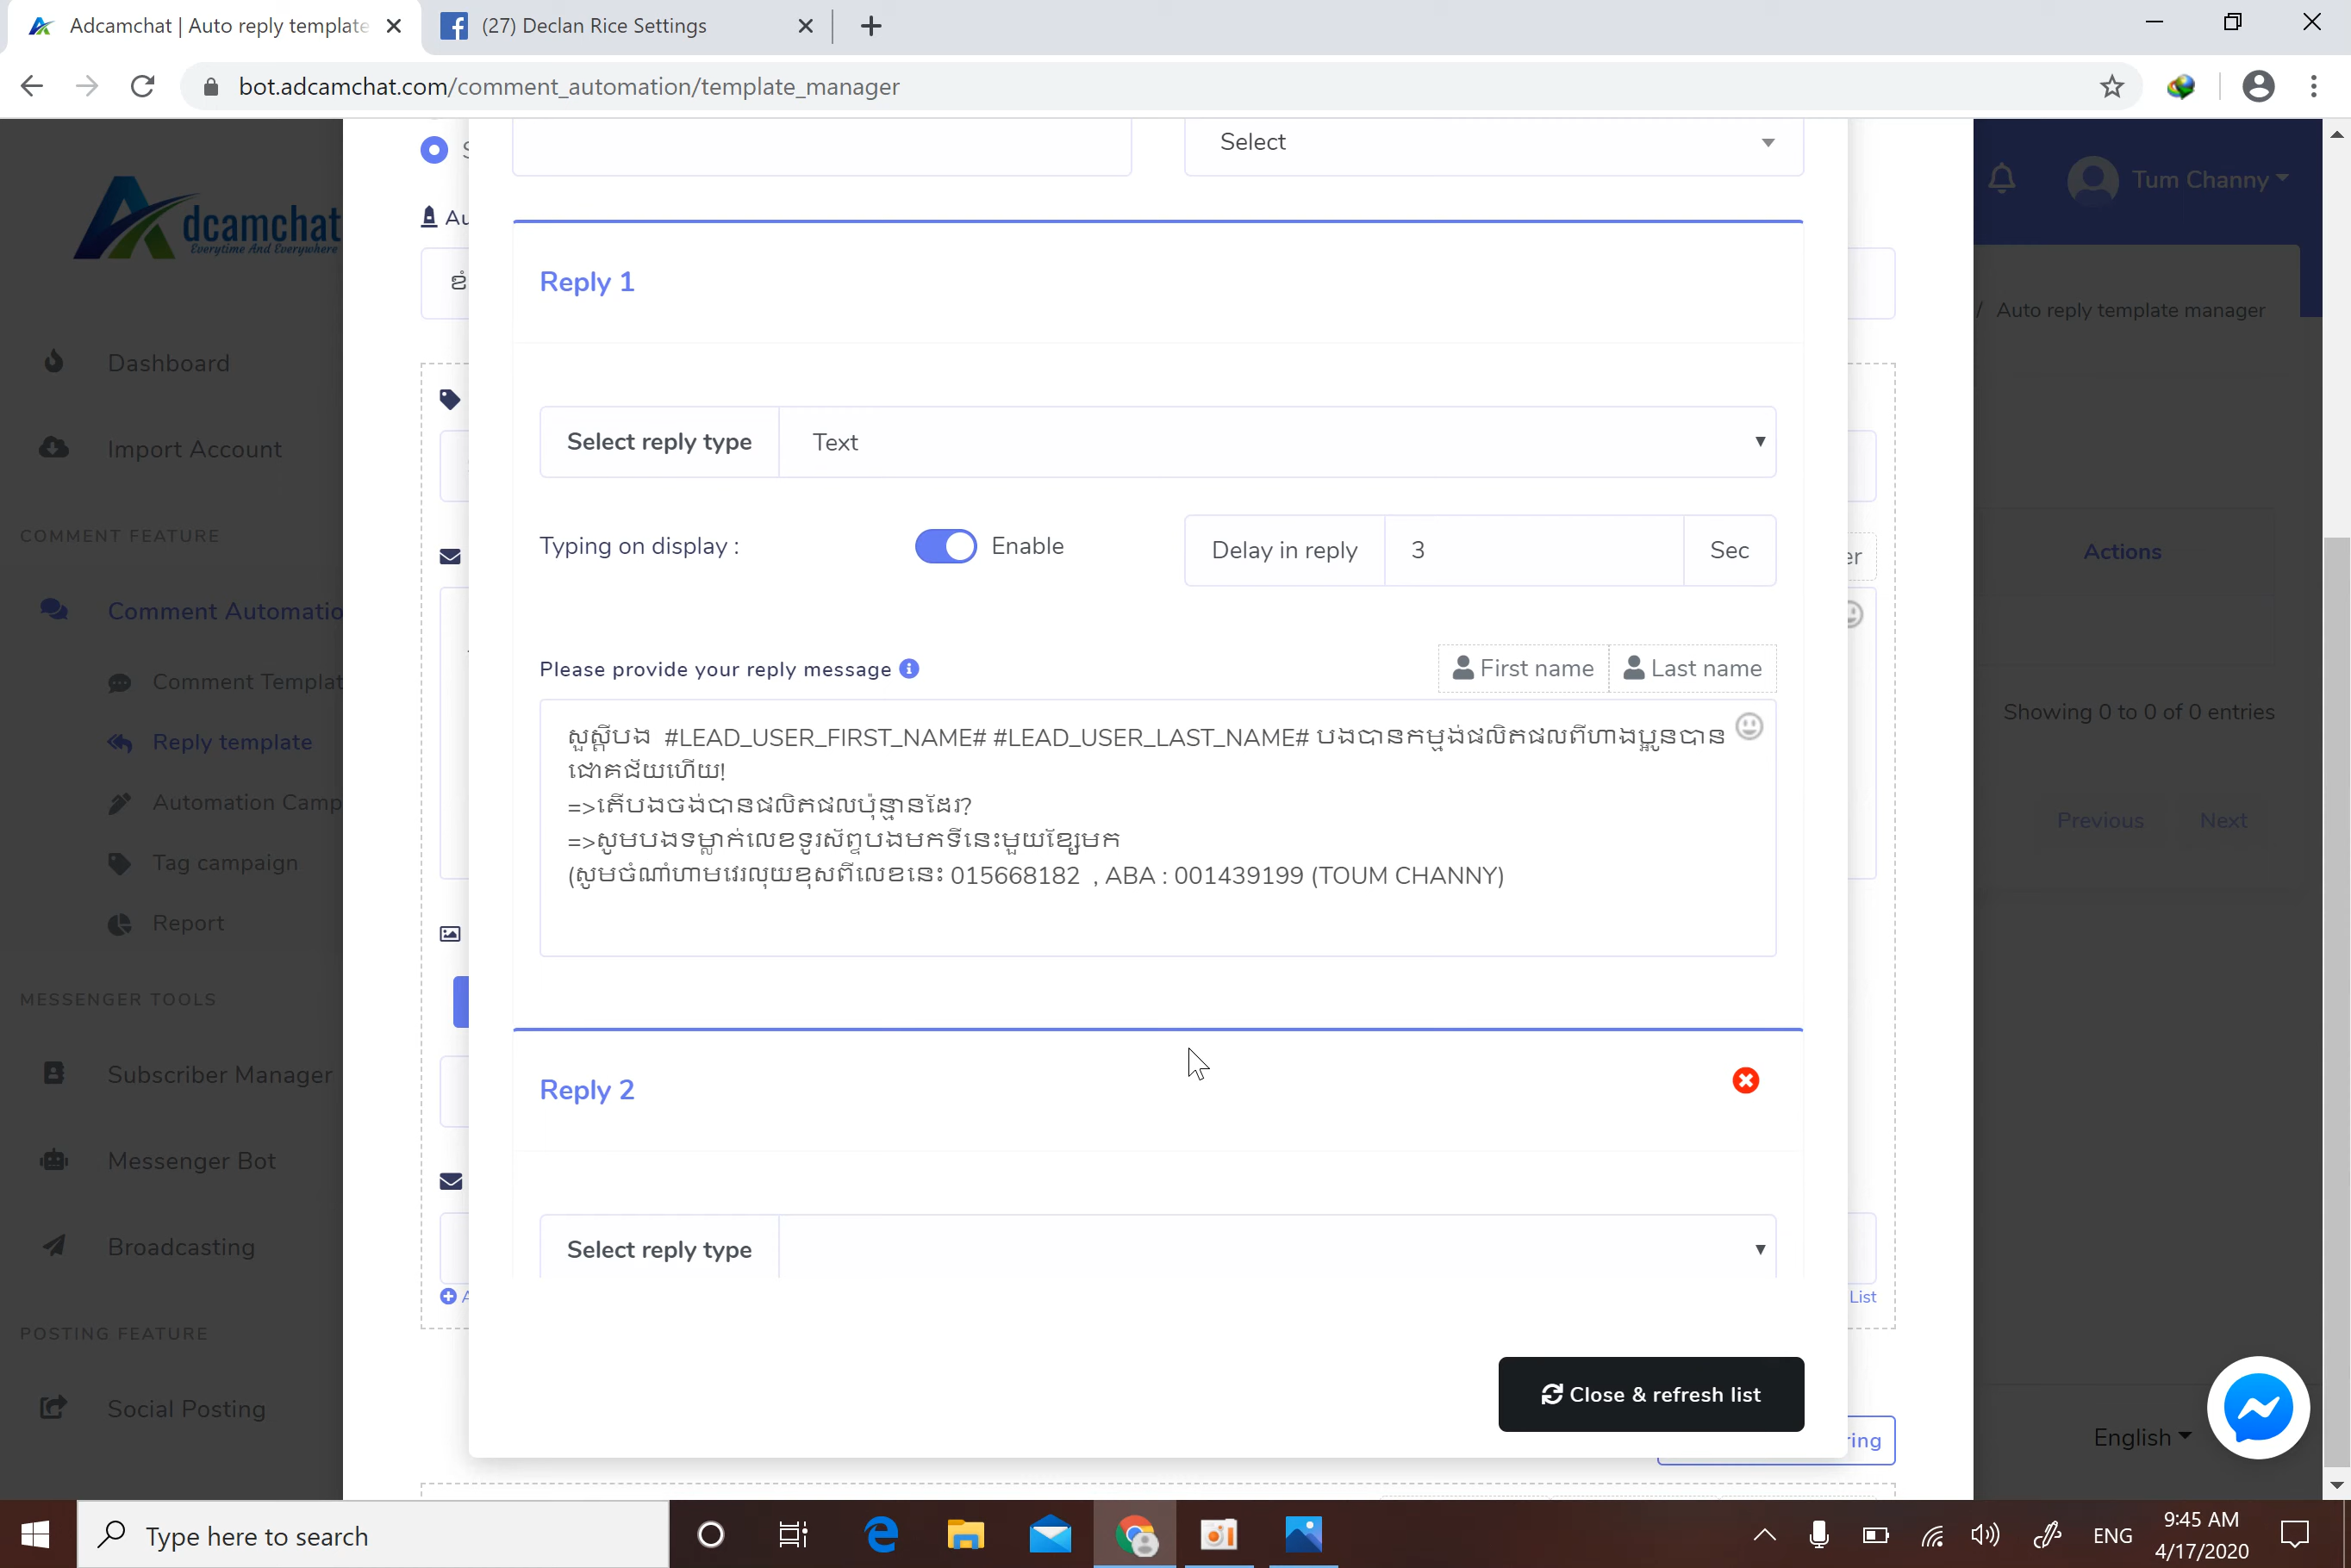 Adcamchat | Auto reply template
(27) Declan Rice Settings
bot.adcamchat.com/comment_automation/template_manager
dcamchat
Everytime And Everywhere
Tum Channy
/ Auto reply template manager
Dashboard
Import Account
COMMENT FEATURE
Comment Automatio
Comment Templat
Reply template
Automation Camp
Tag campaign
Report
MESSENGER TOOLS
Subscriber Manager
Messenger Bot
Broadcasting
POSTING FEATURE
Social Posting
Select
Reply 1
Select reply type Text
Typing on display : Enable
Delay in reply 3 Sec
Please provide your reply message
First name Last name
សួស្តីបង #LEAD_USER_FIRST_NAME# #LEAD_USER_LAST_NAME# បងបានកម្មង់ផលិតផលពីហាងប្អូនបាន
ជោគជ័យហើយ!
=>តើបងចង់បានផលិតផលប៉ុន្មានដែរ?
=>សូមបងទម្លាក់លេខទូរស័ព្ទបងមកទីនេះមួយខ្សែមក
(សូមចំណាំហាមវេរលុយខុសពីលេខនេះ 015668182 , ABA : 001439199 (TOUM CHANNY)
Reply 2
Select reply type
Close & refresh list
Actions
Showing 0 to 0 of 0 entries
Previous Next
List
ring
English
Type here to search
ENG
9:45 AM
4/17/2020